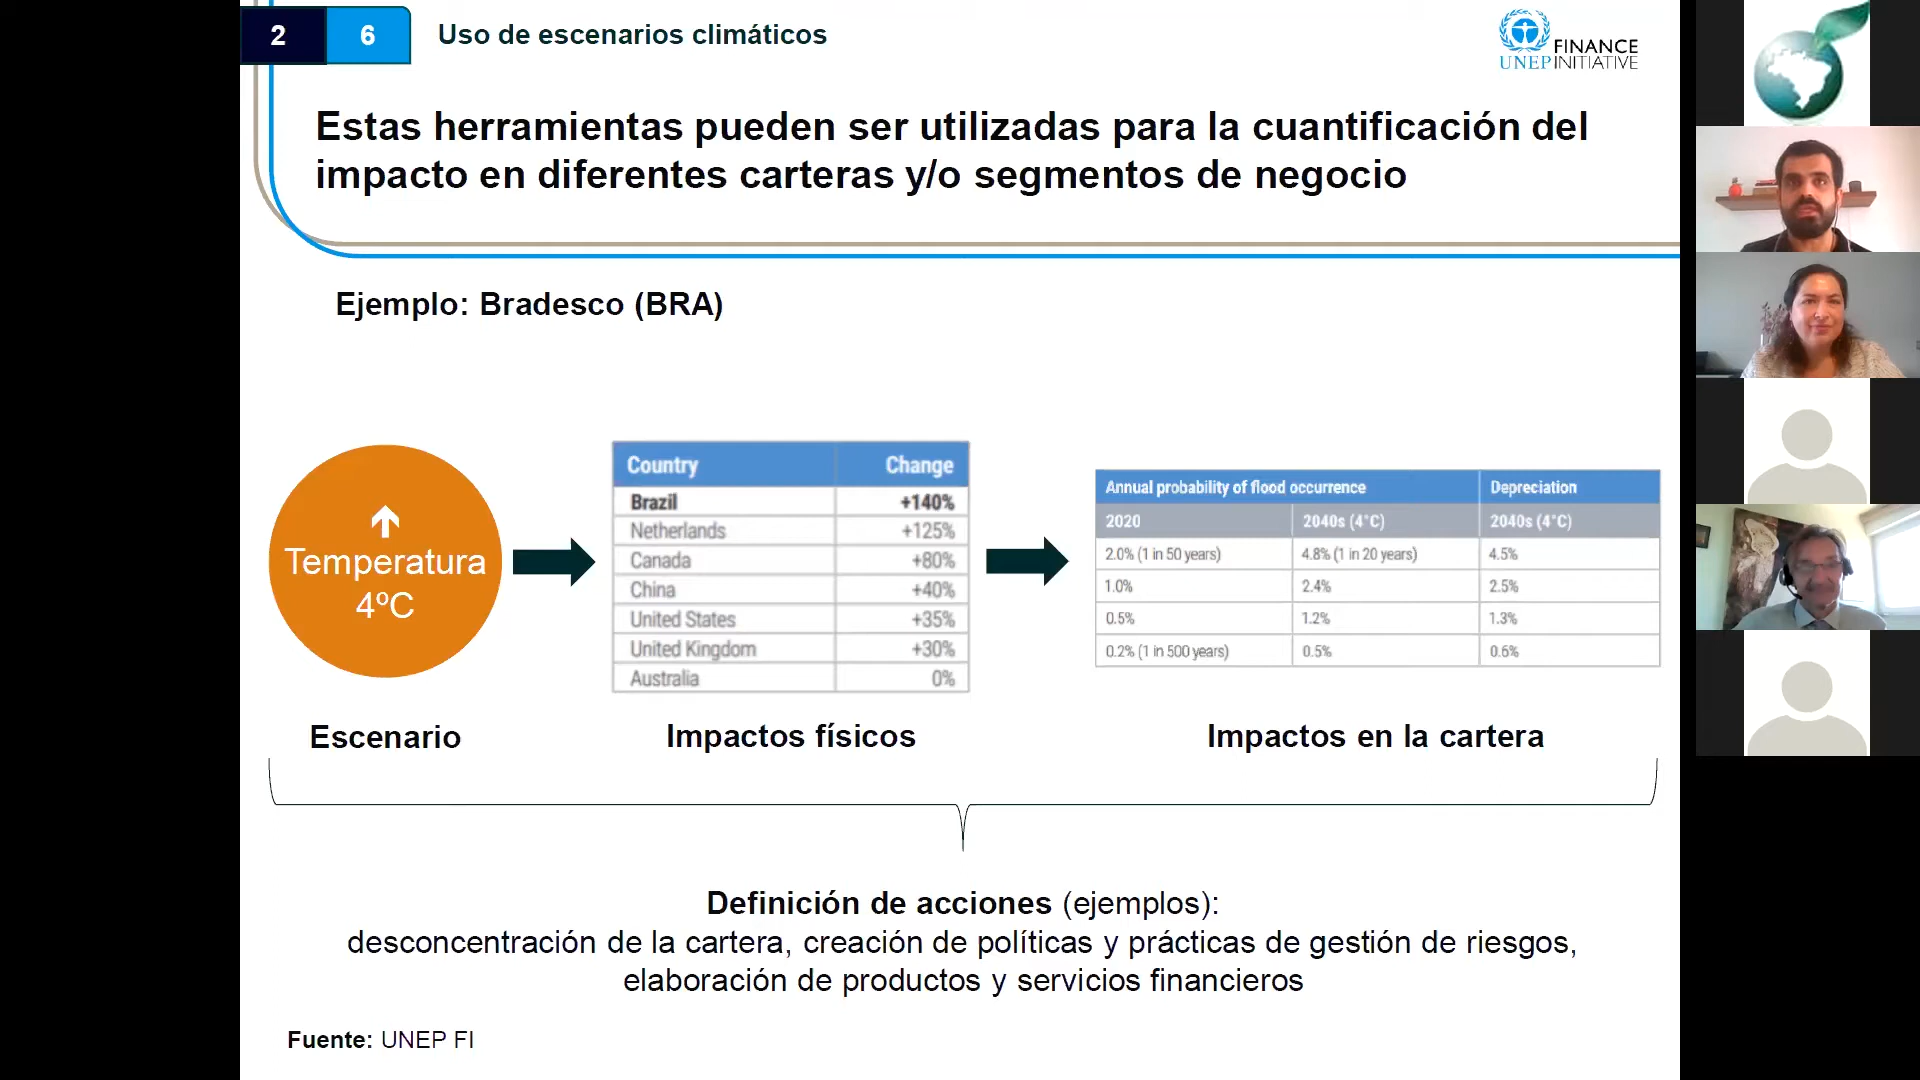 2 6 Uso de escenarios climáticos
FINANCE
UNEP INITIATIVE
Estas herramientas pueden ser utilizadas para la cuantificación del
impacto en diferentes carteras y/o segmentos de negocio
Ejemplo: Bradesco (BRA)
Temperatura
4ºC
Country Change
Brazil +140%
Netherlands +125%
Canada +80%
China +40%
United States +35%
United Kingdom +30%
Australia 0%
Annual probability of flood occurrence Depreciation
2020 2040s (4°C) 2040s (4°C)
2.0% (1 in 50 years) 4.8% (1 in 20 years) 4.5%
1.0% 2.4% 2.5%
0.5% 1.2% 1.3%
0.2% (1 in 500 years) 0.5% 0.6%
Escenario Impactos físicos Impactos en la cartera
Definición de acciones (ejemplos):
desconcentración de la cartera, creación de políticas y prácticas de gestión de riesgos,
elaboración de productos y servicios financieros
Fuente: UNEP FI